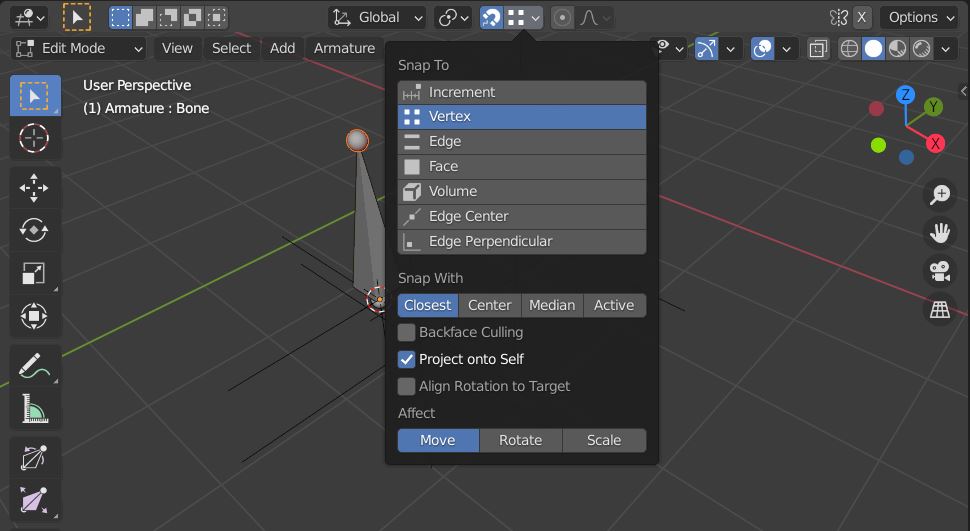 Global
X
Options
Edit Mode
View
Select
Add
Armature
User Perspective
(1) Armature : Bone
Snap To
Increment
Vertex
Edge
Face
Volume
Edge Center
Edge Perpendicular
Snap With
Closest
Center
Median
Active
Backface Culling
Project onto Self
Align Rotation to Target
Affect
Move
Rotate
Scale
Z
Y
X